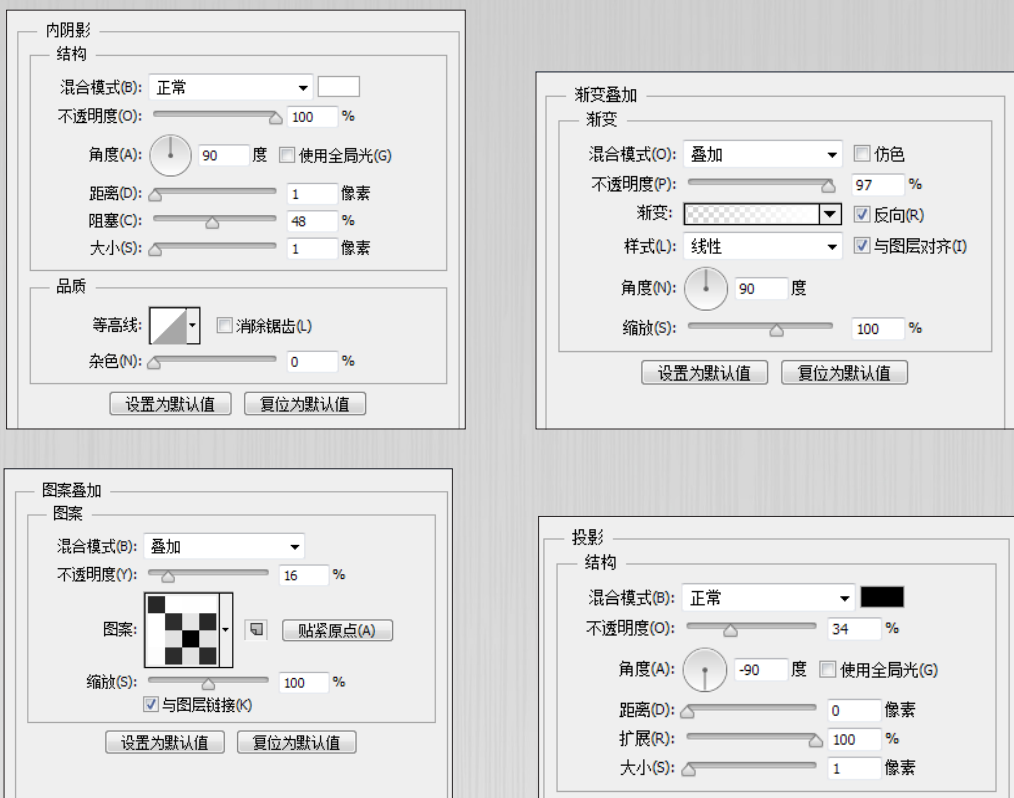 内阴影
结构
混合模式(B): 正常
不透明度(O): 100 %
角度(A): 90 度 使用全局光(G)
距离(D): 1 像素
阻塞(C): 48 %
大小(S): 1 像素
品质
等高线: 消除锯齿(L)
杂色(N): 0 %
设置为默认值 复位为默认值
渐变叠加
渐变
混合模式(O): 叠加 仿色
不透明度(P): 97 %
渐变: 反向(R)
样式(L): 线性 与图层对齐(I)
角度(N): 90 度
缩放(S): 100 %
设置为默认值 复位为默认值
图案叠加
图案
混合模式(B): 叠加
不透明度(Y): 16 %
图案: 贴紧原点(A)
缩放(S): 100 %
与图层链接(K)
设置为默认值 复位为默认值
投影
结构
混合模式(B): 正常
不透明度(O): 34 %
角度(A): -90 度 使用全局光(G)
距离(D): 0 像素
扩展(R): 100 %
大小(S): 1 像素